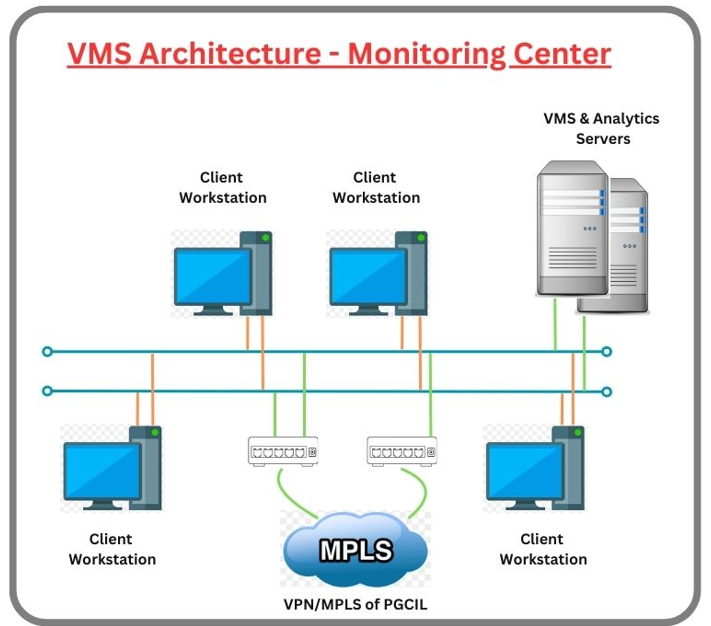 VMS Architecture - Monitoring Center
VMS & Analytics
Servers
Client
Workstation
Client
Workstation
Client
Workstation
Client
Workstation
MPLS
VPN/MPLS of PGCIL